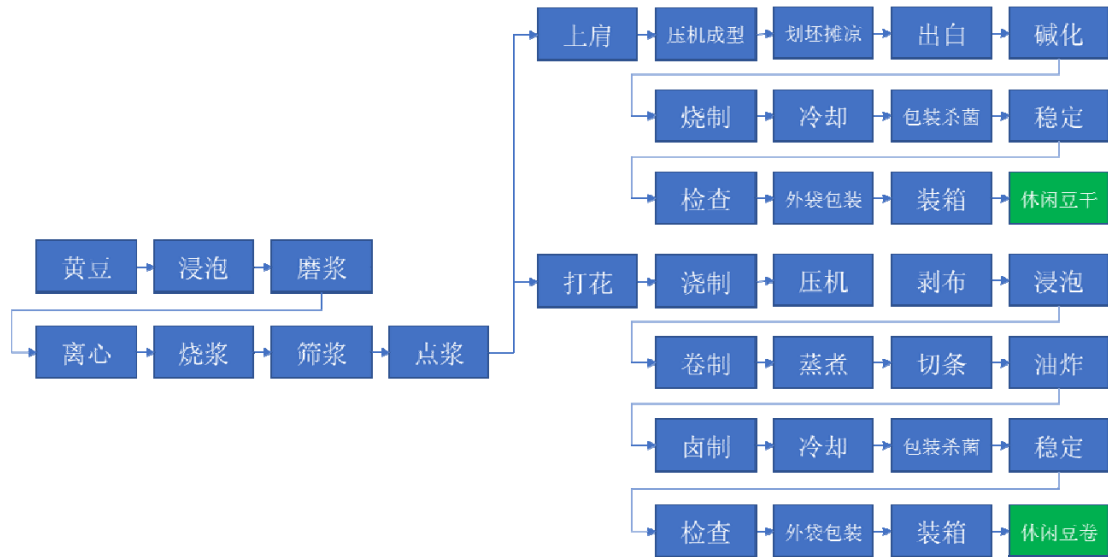 黄豆
浸泡
磨浆
离心
烧浆
筛浆
点浆
上肩
压机成型
划坯摊凉
出白
碱化
烧制
冷却
包装杀菌
稳定
检查
外袋包装
装箱
休闲豆干
打花
浇制
压机
剥布
浸泡
卷制
蒸煮
切条
油炸
卤制
冷却
包装杀菌
稳定
检查
外袋包装
装箱
休闲豆卷